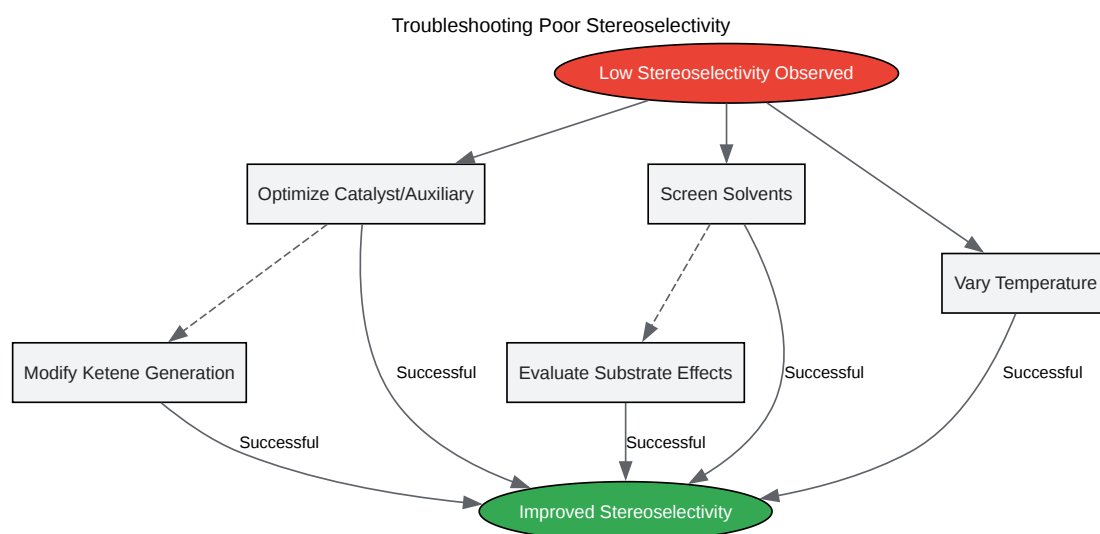 Troubleshooting Poor Stereoselectivity
Low Stereoselectivity Observed
Optimize Catalyst/Auxiliary
Screen Solvents
Vary Temperature
Modify Ketene Generation
Evaluate Substrate Effects
Successful
Successful
Successful
Successful
Successful
Improved Stereoselectivity